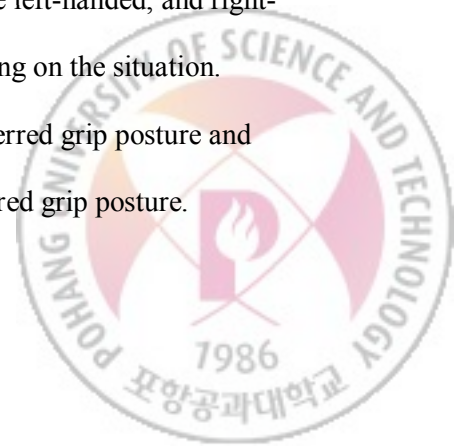 e left-handed, and right-
ng on the situation.
erred grip posture and
red grip posture.
POHANG UNIVERSITY OF SCIENCE AND TECHNOLOGY
1986
포항공과대학교